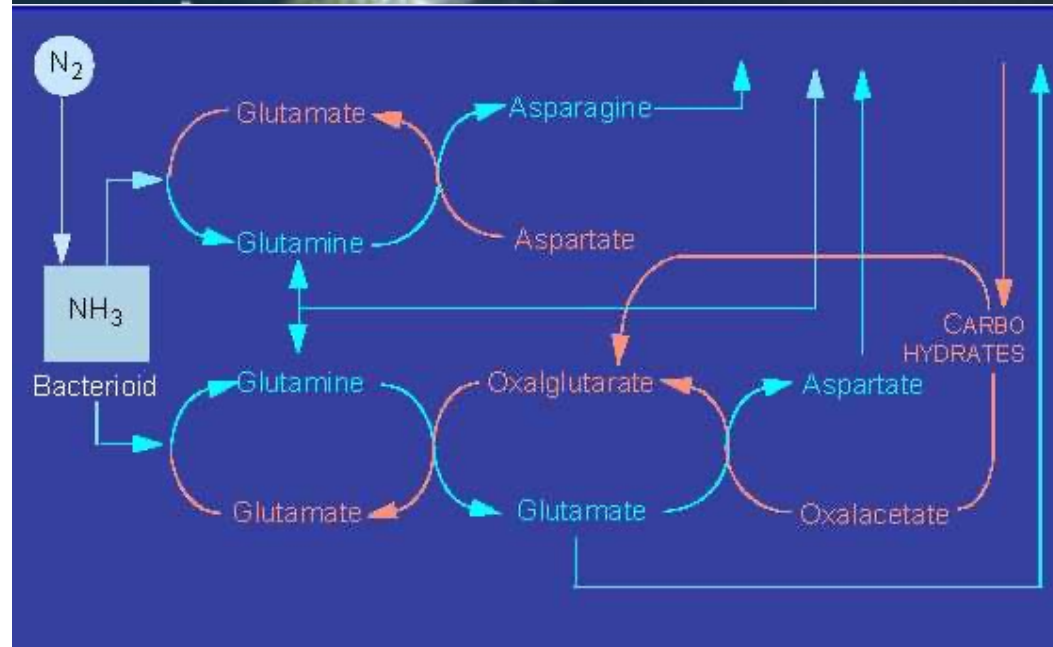 N2
Glutamate
Asparagine
Glutamine
Aspartate
NH3
CARBO
HYDRATES
Bacterioid
Glutamine
Oxalglutarate
Aspartate
Glutamate
Glutamate
Oxalacetate